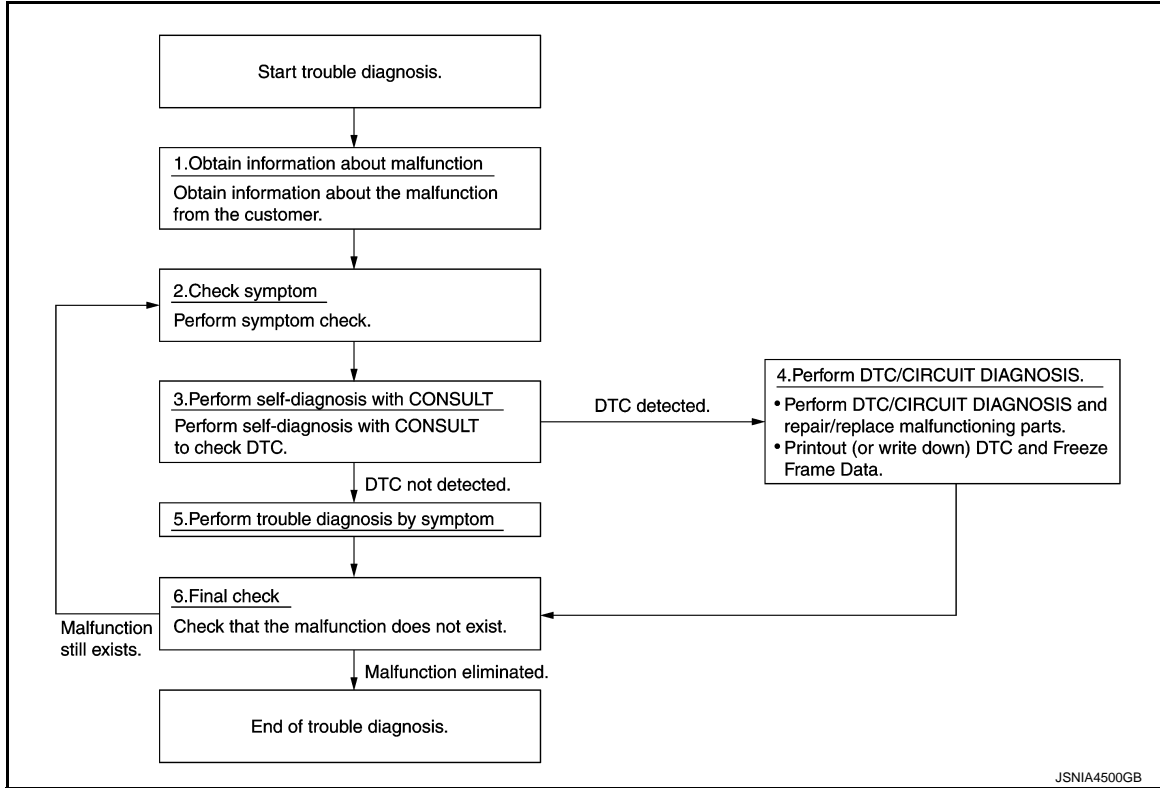 Start trouble diagnosis.
1.Obtain information about malfunction
Obtain information about the malfunction
from the customer.
2.Check symptom
Perform symptom check.
3.Perform self-diagnosis with CONSULT
Perform self-diagnosis with CONSULT
to check DTC.
DTC detected.
4.Perform DTC/CIRCUIT DIAGNOSIS.
• Perform DTC/CIRCUIT DIAGNOSIS and
repair/replace malfunctioning parts.
• Printout (or write down) DTC and Freeze
Frame Data.
DTC not detected.
5.Perform trouble diagnosis by symptom
6.Final check
Check that the malfunction does not exist.
Malfunction
still exists.
Malfunction eliminated.
End of trouble diagnosis.
JSNIA4500GB